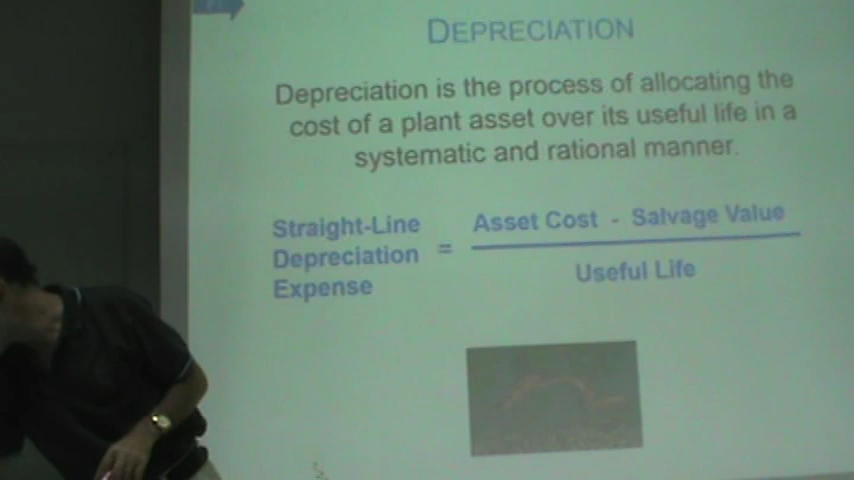 DEPRECIATION
Depreciation is the process of allocating the
cost of a plant asset over its useful life in a
systematic and rational manner.
Straight-Line
Depreciation
Expense
=
Asset Cost - Salvage Value
Useful Life